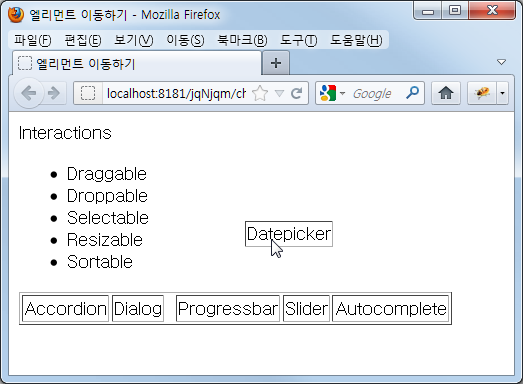 엘리먼트 이동하기 - Mozilla Firefox
파일(F) 편집(E) 보기(V) 이동(S) 북마크(B) 도구(T) 도움말(H)
엘리먼트 이동하기
localhost:8181/jqNjqm/ch
Google
Interactions
Draggable
Droppable
Selectable
Resizable
Sortable
Datepicker
Accordion Dialog Progressbar Slider Autocomplete